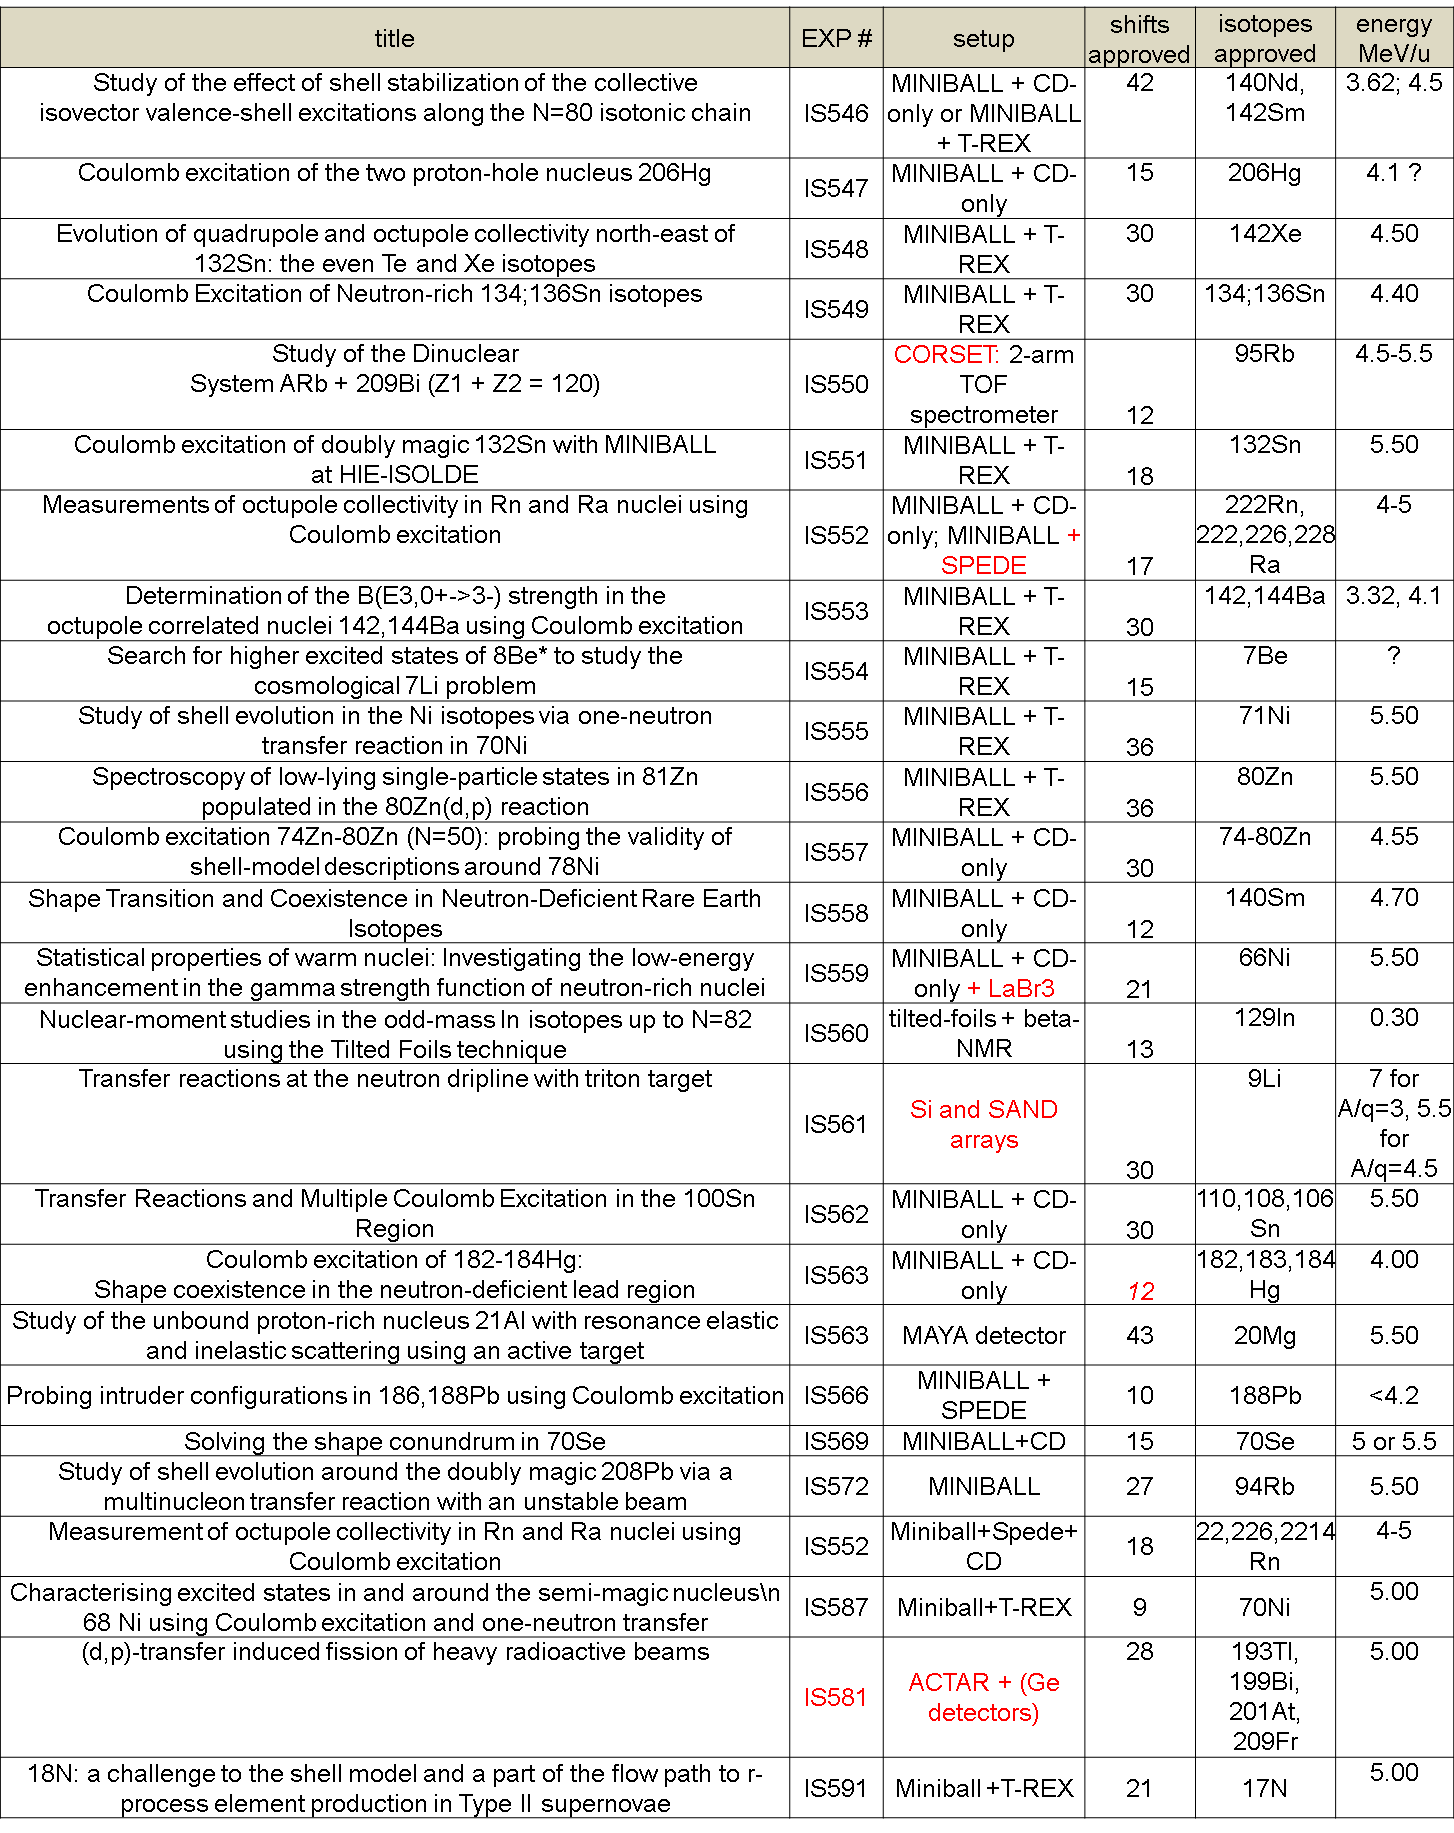 title
EXP #
setup
shifts
approved
isotopes
approved
energy
MeV/u
Study of the effect of shell stabilization of the collective
isovector valence-shell excitations along the N=80 isotonic chain
IS546
MINIBALL + CD-
only or MINIBALL
+ T-REX
42
140Nd,
142Sm
3.62; 4.5
Coulomb excitation of the two proton-hole nucleus 206Hg
IS547
MINIBALL + CD-
only
15
206Hg
4.1 ?
Evolution of quadrupole and octupole collectivity north-east of
132Sn: the even Te and Xe isotopes
IS548
MINIBALL + T-
REX
30
142Xe
4.50
Coulomb Excitation of Neutron-rich 134;136Sn isotopes
IS549
MINIBALL + T-
REX
30
134;136Sn
4.40
Study of the Dinuclear
System ARb + 209Bi (Z1 + Z2 = 120)
IS550
CORSET: 2-arm
TOF
spectrometer
12
95Rb
4.5-5.5
Coulomb excitation of doubly magic 132Sn with MINIBALL
at HIE-ISOLDE
IS551
MINIBALL + T-
REX
18
132Sn
5.50
Measurements of octupole collectivity in Rn and Ra nuclei using
Coulomb excitation
IS552
MINIBALL + CD-
only; MINIBALL +
SPEDE
17
222Rn,
222,226,228
Ra
4-5
Determination of the B(E3,0+->3-) strength in the
octupole correlated nuclei 142,144Ba using Coulomb excitation
IS553
MINIBALL + T-
REX
30
142,144Ba
3.32, 4.1
Search for higher excited states of 8Be* to study the
cosmological 7Li problem
IS554
MINIBALL + T-
REX
15
7Be
?
Study of shell evolution in the Ni isotopes via one-neutron
transfer reaction in 70Ni
IS555
MINIBALL + T-
REX
36
71Ni
5.50
Spectroscopy of low-lying single-particle states in 81Zn
populated in the 80Zn(d,p) reaction
IS556
MINIBALL + T-
REX
36
80Zn
5.50
Coulomb excitation 74Zn-80Zn (N=50): probing the validity of
shell-model descriptions around 78Ni
IS557
MINIBALL + CD-
only
30
74-80Zn
4.55
Shape Transition and Coexistence in Neutron-Deficient Rare Earth
Isotopes
IS558
MINIBALL + CD-
only
12
140Sm
4.70
Statistical properties of warm nuclei: Investigating the low-energy
enhancement in the gamma strength function of neutron-rich nuclei
IS559
MINIBALL + CD-
only + LaBr3
21
66Ni
5.50
Nuclear-moment studies in the odd-mass In isotopes up to N=82
using the Tilted Foils technique
IS560
tilted-foils + beta-
NMR
13
129In
0.30
Transfer reactions at the neutron dripline with triton target
IS561
Si and SAND
arrays
30
9Li
7 for
A/q=3, 5.5
for
A/q=4.5
Transfer Reactions and Multiple Coulomb Excitation in the 100Sn
Region
IS562
MINIBALL + CD-
only
30
110,108,106
Sn
5.50
Coulomb excitation of 182-184Hg:
Shape coexistence in the neutron-deficient lead region
IS563
MINIBALL + CD-
only
12
182,183,184
Hg
4.00
Study of the unbound proton-rich nucleus 21Al with resonance elastic
and inelastic scattering using an active target
IS563
MAYA detector
43
20Mg
5.50
Probing intruder configurations in 186,188Pb using Coulomb excitation
IS566
MINIBALL +
SPEDE
10
188Pb
<4.2
Solving the shape conundrum in 70Se
IS569
MINIBALL+CD
15
70Se
5 or 5.5
Study of shell evolution around the doubly magic 208Pb via a
multinucleon transfer reaction with an unstable beam
IS572
MINIBALL
27
94Rb
5.50
Measurement of octupole collectivity in Rn and Ra nuclei using
Coulomb excitation
IS552
Miniball+Spede+
CD
18
22,226,2214
Rn
4-5
Characterising excited states in and around the semi-magic nucleus\n
68 Ni using Coulomb excitation and one-neutron transfer
IS587
Miniball+T-REX
9
70Ni
5.00
(d,p)-transfer induced fission of heavy radioactive beams
IS581
ACTAR + (Ge
detectors)
28
193Tl,
199Bi,
201At,
209Fr
5.00
18N: a challenge to the shell model and a part of the flow path to r-
process element production in Type II supernovae
IS591
Miniball +T-REX
21
17N
5.00